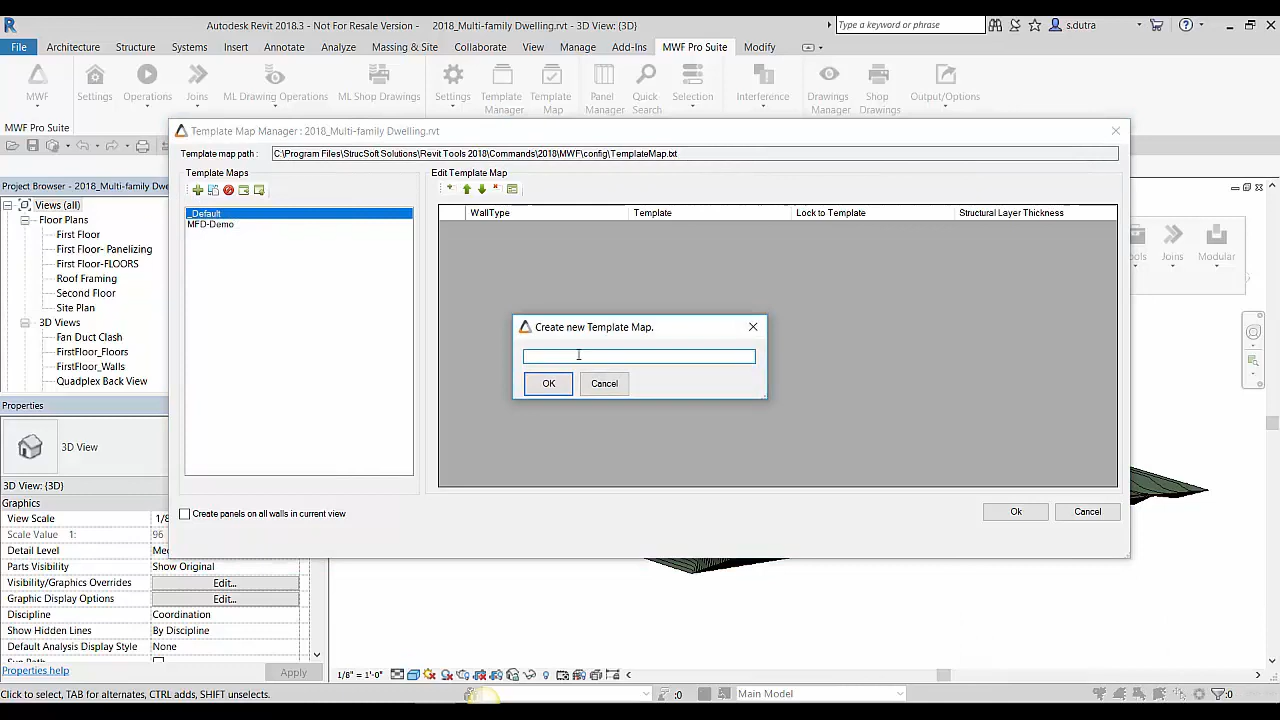 Autodesk Revit 2018.3 - Not For Resale Version - 2018_Multi-family Dwelling.rvt - 3D View: {3D}
Type a keyword or phrase
s.dutra
File Architecture Structure Systems Insert Annotate Analyze Massing & Site Collaborate View Manage Add-Ins MWF Pro Suite Modify
MWF Settings Operations Joins ML Drawing Operations ML Shop Drawings Settings Template Manager Template Map Panel Manager Quick Search Selection Interference Drawings Manager Shop Drawings Output/Options
MWF Pro Suite
Template Map Manager : 2018_Multi-family Dwelling.rvt
Template map path : C:\Program Files\StrucSoft Solutions\Revit Tools 2018\Commands\2018\MWF\config\TemplateMap.txt
Template Maps
Edit Template Map
_Default
MFD-Demo
WallType Template Lock to Template Structural Layer Thickness
Create new Template Map.
OK Cancel
Create panels on all walls in current view
Ok Cancel
Joins Modular
Project Browser - 2018_Multi-family Dwe
Views (all)
Floor Plans
First Floor
First Floor- Panelizing
First Floor-FLOORS
Roof Framing
Second Floor
Site Plan
3D Views
Fan Duct Clash
FirstFloor_Floors
FirstFloor_Walls
Quadplex Back View
Properties
3D View
3D View: {3D}
Graphics
View Scale 1/8
Scale Value 1: 96
Detail Level Med
Parts Visibility Show Original
Visibility/Graphics Overrides Edit...
Graphic Display Options Edit...
Discipline Coordination
Show Hidden Lines By Discipline
Default Analysis Display Style None
Properties help Apply
1/8" = 1'-0"
Click to select, TAB for alternates, CTRL adds, SHIFT unselects.
:0
Main Model
:0